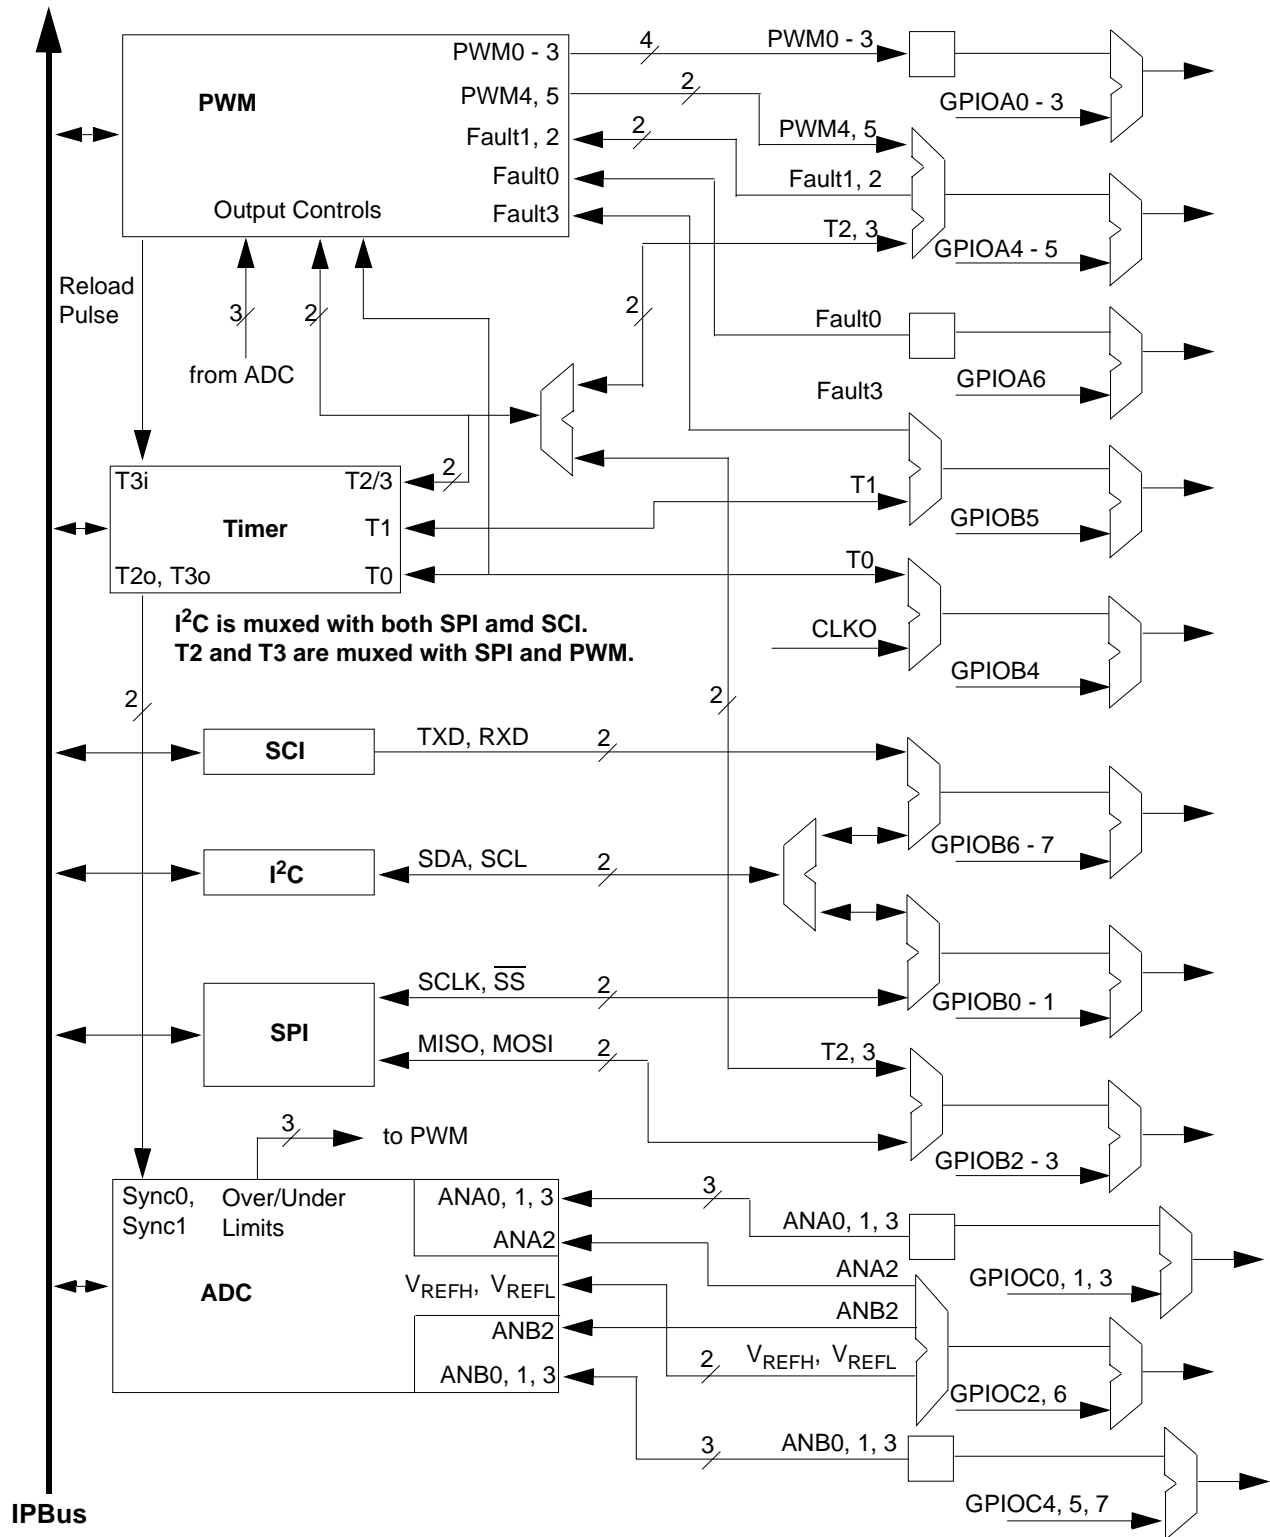 PWM0 - 3
4
PWM0 - 3
PWM
PWM4, 5
2
GPIOA0 - 3
Fault1, 2
2
PWM4, 5
Fault0
Fault1, 2
Output Controls
Fault3
T2, 3
GPIOA4 - 5
Reload
Pulse
3
2
2
Fault0
from ADC
GPIOA6
Fault3
T3i
T2/3
2
T1
Timer
T1
GPIOB5
T2o, T3o
T0
T0
I²C is muxed with both SPI amd SCI.
T2 and T3 are muxed with SPI and PWM.
CLKO
GPIOB4
2
2
SCI
TXD, RXD
2
GPIOB6 - 7
I²C
SDA, SCL
2
SCLK, S̅S̅
2
GPIOB0 - 1
SPI
MISO, MOSI
2
T2, 3
3
to PWM
GPIOB2 - 3
Sync0,
Sync1
Over/Under
Limits
ANA0, 1, 3
3
ANA0, 1, 3
ANA2
ANA2
GPIOC0, 1, 3
ADC
VREFH, VREFL
ANB2
ANB2
2
VREFH, VREFL
ANB0, 1, 3
GPIOC2, 6
3
ANB0, 1, 3
GPIOC4, 5, 7
IPBus